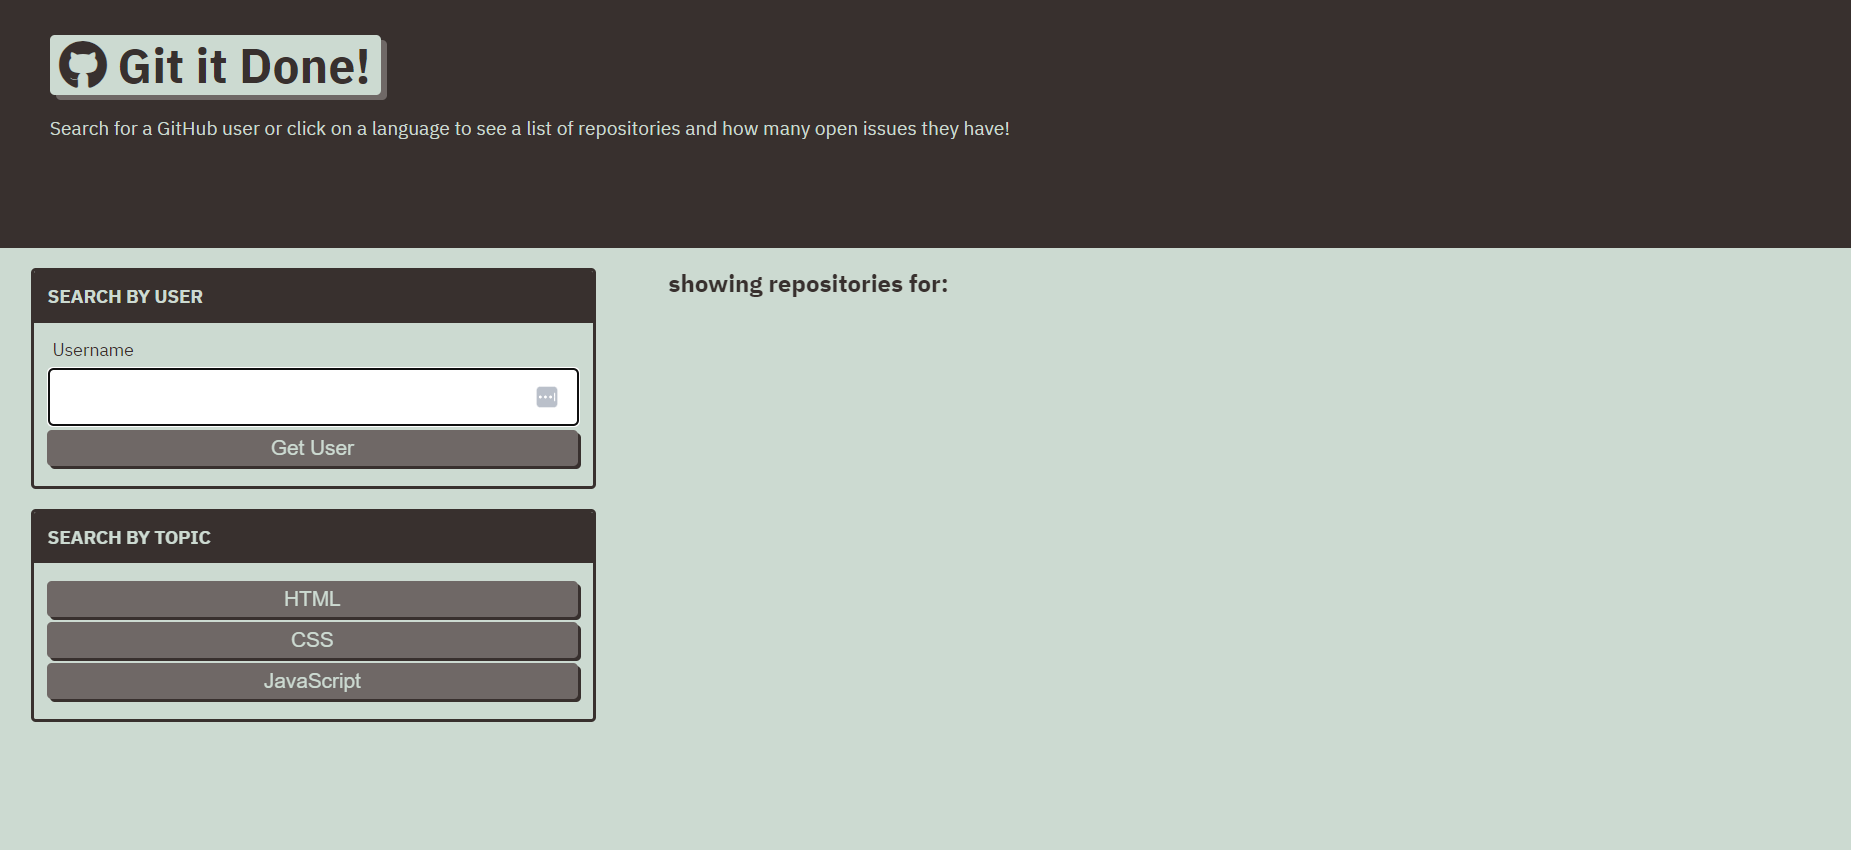 Git it Done!
Search for a GitHub user or click on a language to see a list of repositories and how many open issues they have!
SEARCH BY USER
Username
Get User
SEARCH BY TOPIC
HTML
CSS
JavaScript
showing repositories for: